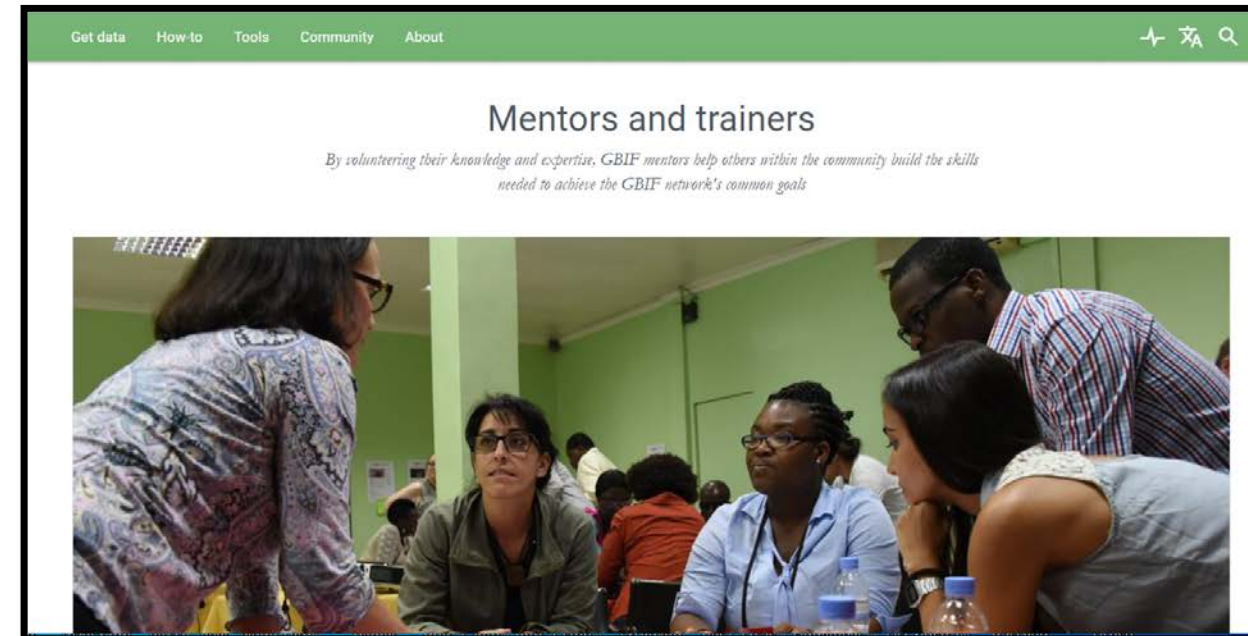 Get data How-to Tools Community About
Mentors and trainers
By volunteering their knowledge and expertise, GBIF mentors help others within the community build the skills
needed to achieve the GBIF network's common goals